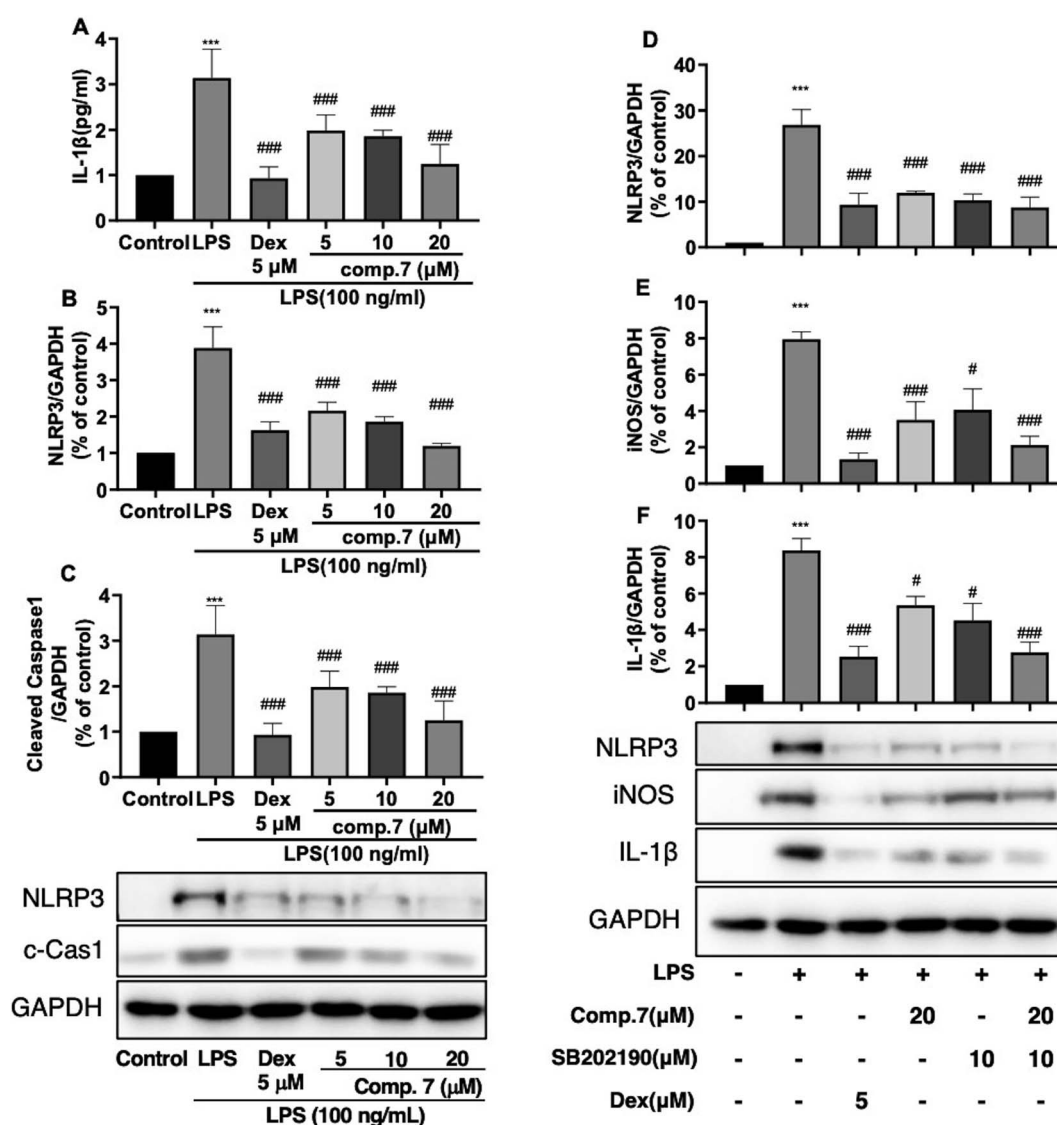 A
IL-1β(pg/ml)
4
3
2
1
0
***
###
###
###
###
Control LPS Dex 5 10 20
5 μM comp.7 (μM)
LPS(100 ng/ml)
B
NLRP3/GAPDH
(% of control)
5
4
3
2
1
0
***
###
###
###
###
Control LPS Dex 5 10 20
5 μM comp.7 (μM)
LPS(100 ng/ml)
C
Cleaved Caspase1
/GAPDH
(% of control)
4
3
2
1
0
***
###
###
###
###
Control LPS Dex 5 10 20
5 μM comp.7 (μM)
LPS(100 ng/ml)
NLRP3
c-Cas1
GAPDH
Control LPS Dex 5 10 20
5 μM Comp. 7 (μM)
LPS (100 ng/mL)
D
NLRP3/GAPDH
(% of control)
40
30
20
10
0
***
###
###
###
###
E
iNOS/GAPDH
(% of control)
10
8
6
4
2
0
***
###
###
#
###
F
IL-1β/GAPDH
(% of control)
10
8
6
4
2
0
***
###
#
#
###
NLRP3
iNOS
IL-1β
GAPDH
LPS - + + + + +
Comp.7(μM) - - - 20 - 20
SB202190(μM) - - - - 10 10
Dex(μM) - - 5 - - -